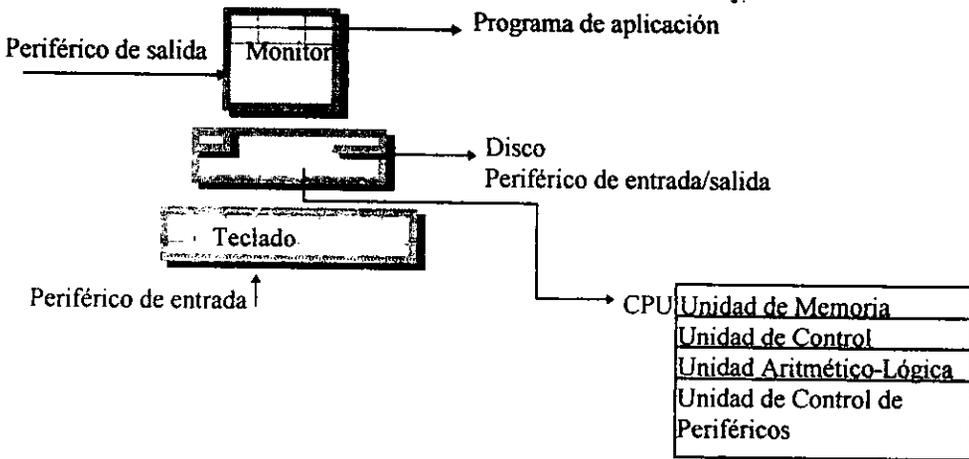 Programa de aplicación
Periférico de salida
Monitor
Disco
Periférico de entrada/salida
Teclado
Periférico de entrada
CPU
Unidad de Memoria
Unidad de Control
Unidad Aritmético-Lógica
Unidad de Control de
Periféricos